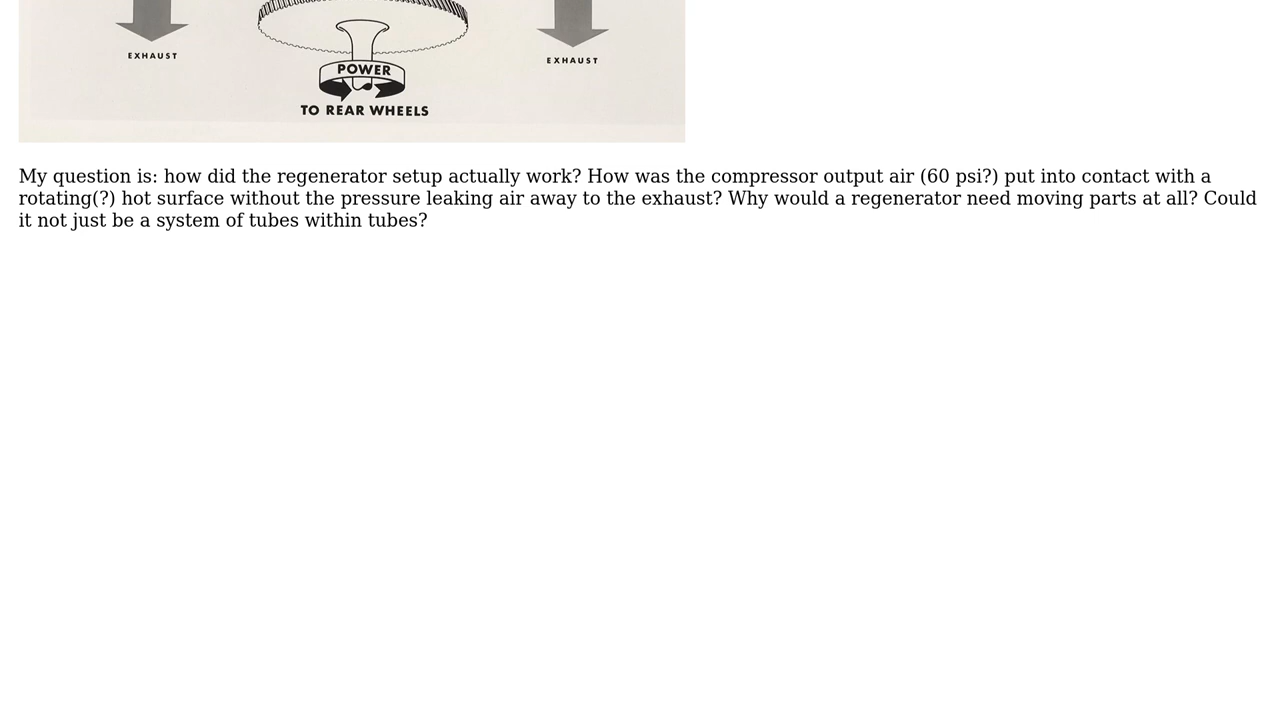 EXHAUST
EXHAUST
POWER
TO REAR WHEELS
My question is: how did the regenerator setup actually work? How was the compressor output air (60 psi?) put into contact with a
rotating(?) hot surface without the pressure leaking air away to the exhaust? Why would a regenerator need moving parts at all? Could
it not just be a system of tubes within tubes?